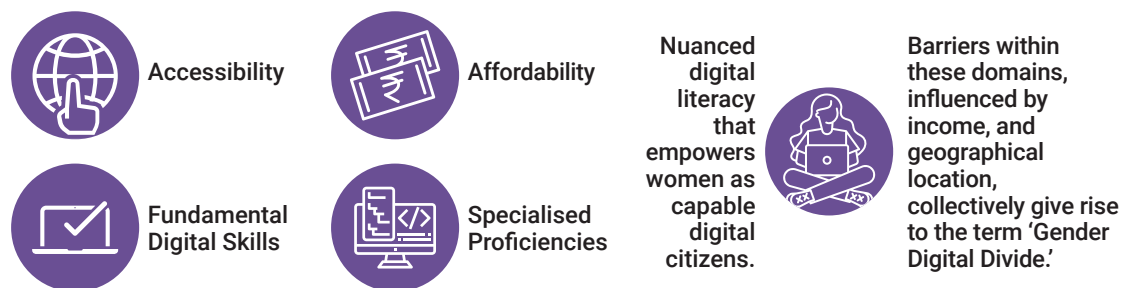 Accessibility
Affordability
Fundamental
Digital Skills
Specialised
Proficiencies
Nuanced
digital
literacy
that
empowers
women as
capable
digital
citizens.
Barriers within
these domains,
influenced by
income, and
geographical
location,
collectively give rise
to the term ‘Gender
Digital Divide.’